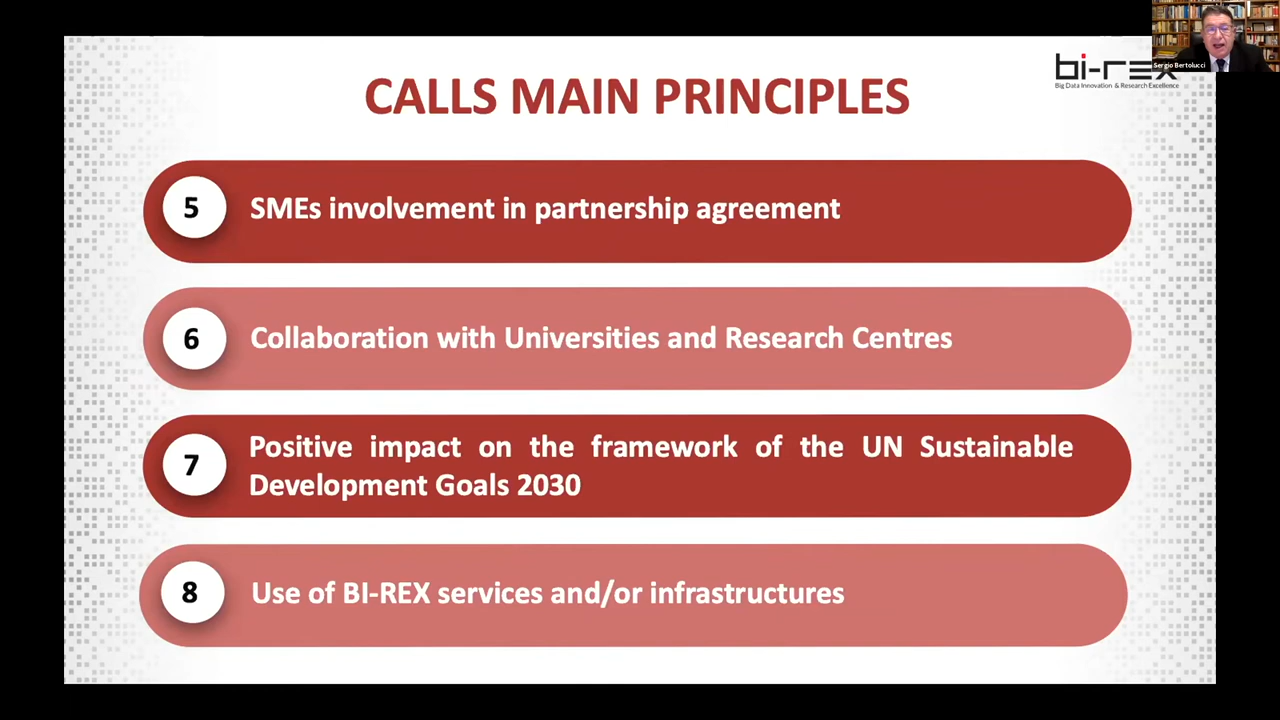 CALLS MAIN PRINCIPLES
bi-rex
Big Data Innovation & Research Excellence
Sergio Bertolucci
5
SMEs involvement in partnership agreement
6
Collaboration with Universities and Research Centres
7
Positive impact on the framework of the UN Sustainable
Development Goals 2030
8
Use of BI-REX services and/or infrastructures